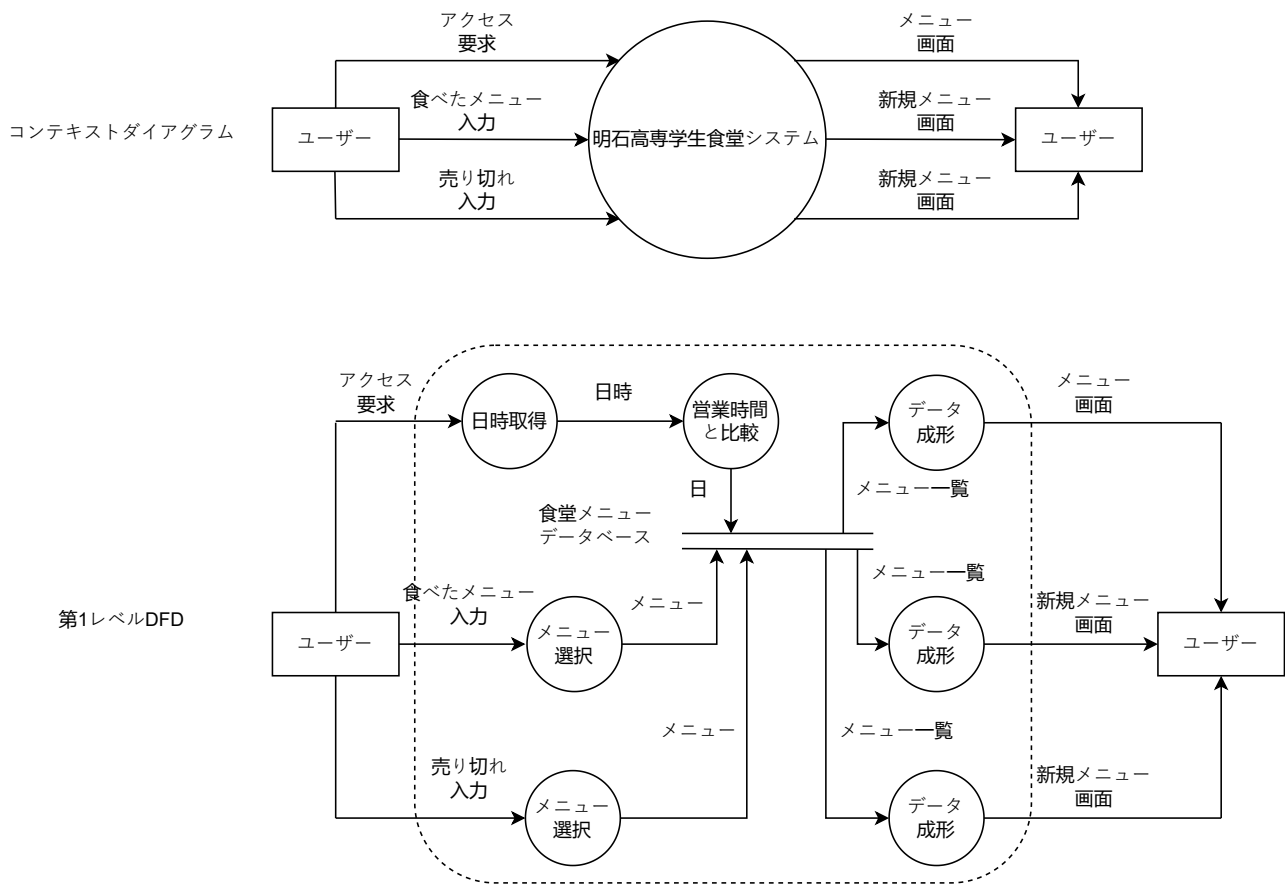 アクセス
要求
メニュー
画面
食べたメニュー
入力
新規メニュー
画面
コンテキストダイアグラム
ユーザー
明石高専学生食堂システム
ユーザー
売り切れ
入力
新規メニュー
画面
アクセス
要求
日時取得
日時
営業時間
と比較
データ
成形
メニュー
画面
日
メニュー一覧
食堂メニュー
データベース
メニュー一覧
第1レベルDFD
ユーザー
食べたメニュー
入力
メニュー
選択
メニュー
データ
成形
新規メニュー
画面
ユーザー
メニュー
メニュー一覧
売り切れ
入力
メニュー
選択
データ
成形
新規メニュー
画面